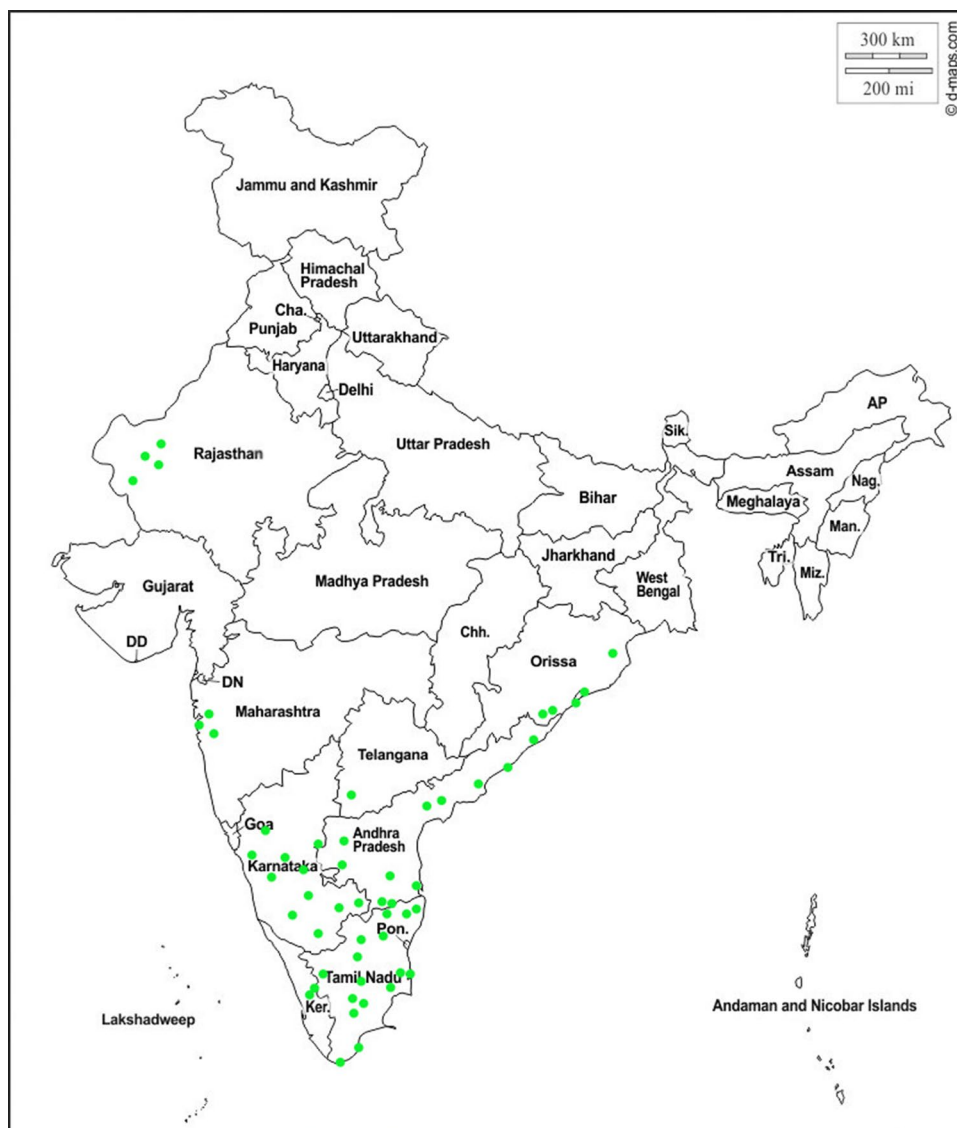 300 km
200 mi
© d-maps.com
Jammu and Kashmir
Himachal
Pradesh
Cha.
Punjab
Uttarakhand
Haryana
Delhi
AP
Sik.
Rajasthan
Uttar Pradesh
Assam
Nag.
Bihar
Meghalaya
Man.
Jharkhand
Tri.
Miz.
Gujarat
Madhya Pradesh
West
Bengal
Chh.
DD
Orissa
DN
Maharashtra
Telangana
Goa
Andhra
Pradesh
Karnataka
Pon.
Tamil Nadu
Ker.
Lakshadweep
Andaman and Nicobar Islands